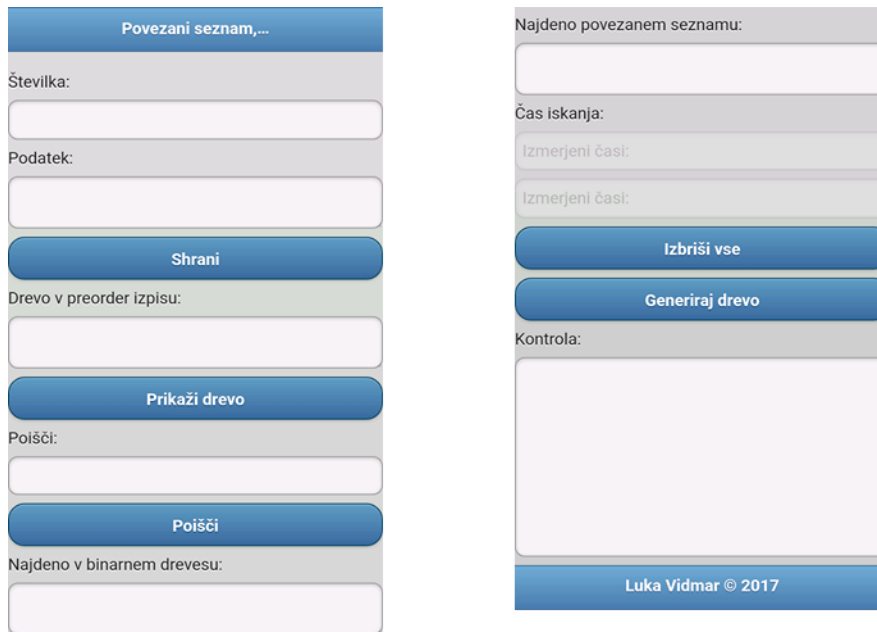 Povezani seznam,...
Številka:
Podatek:
Shrani
Drevo v preorder izpisu:
Prikaži drevo
Poišči:
Poišči
Najdeno v binarnem drevesu:
Najdeno povezanem seznamu:
Čas iskanja:
Izmerjeni časi:
Izmerjeni časi:
Izbriši vse
Generiraj drevo
Kontrola:
Luka Vidmar © 2017